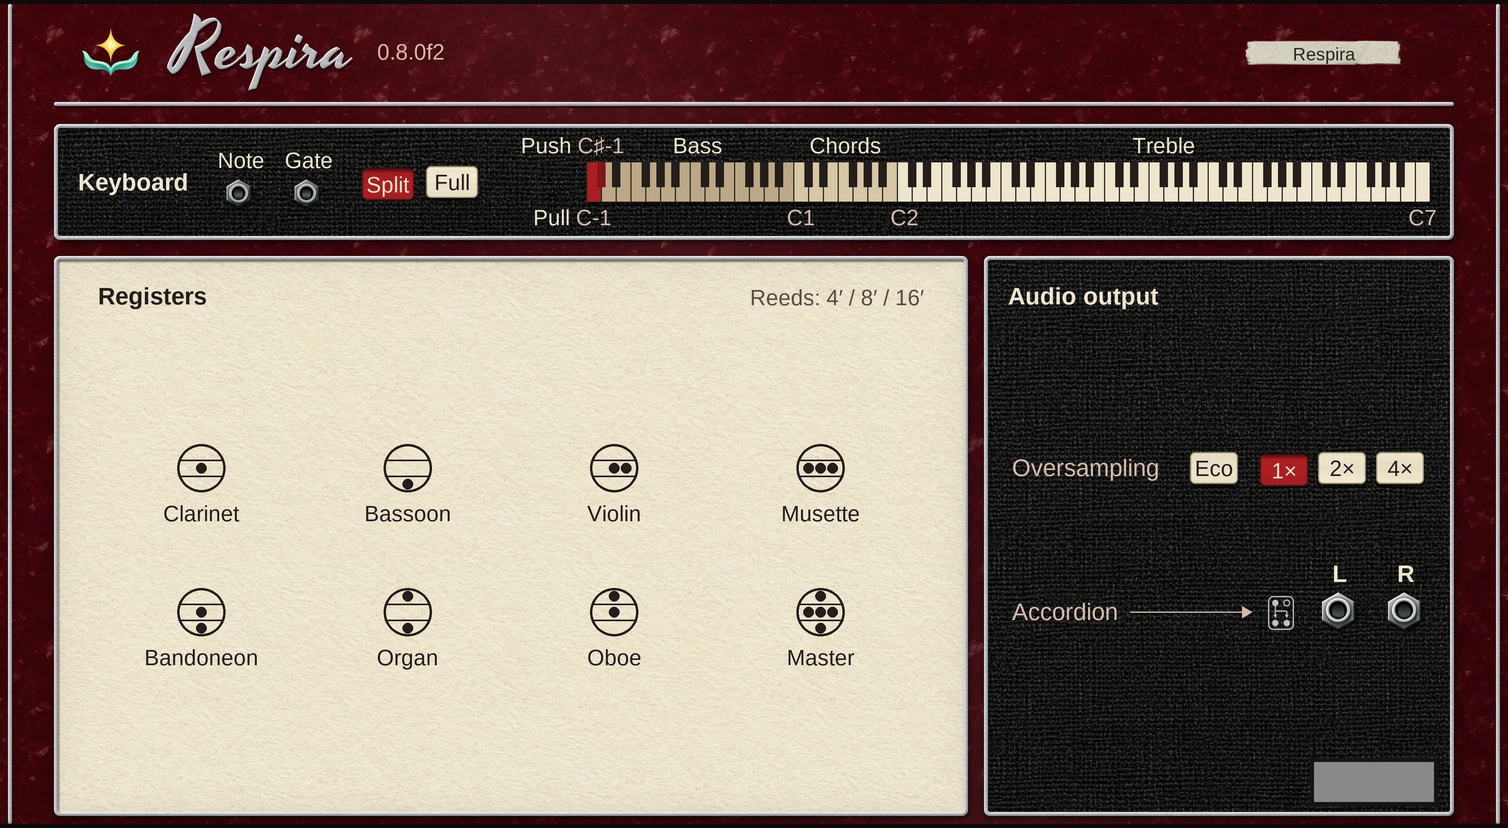 Respira 0.8.0f2
Respira
Keyboard
Note Gate
Split Full
Push C♯-1 Bass Chords Treble
Pull C-1 C1 C2 C7
Registers
Reeds: 4′ / 8′ / 16′
Clarinet Bassoon Violin Musette
Bandoneon Organ Oboe Master
Audio output
Oversampling Eco 1× 2× 4×
L R
Accordion